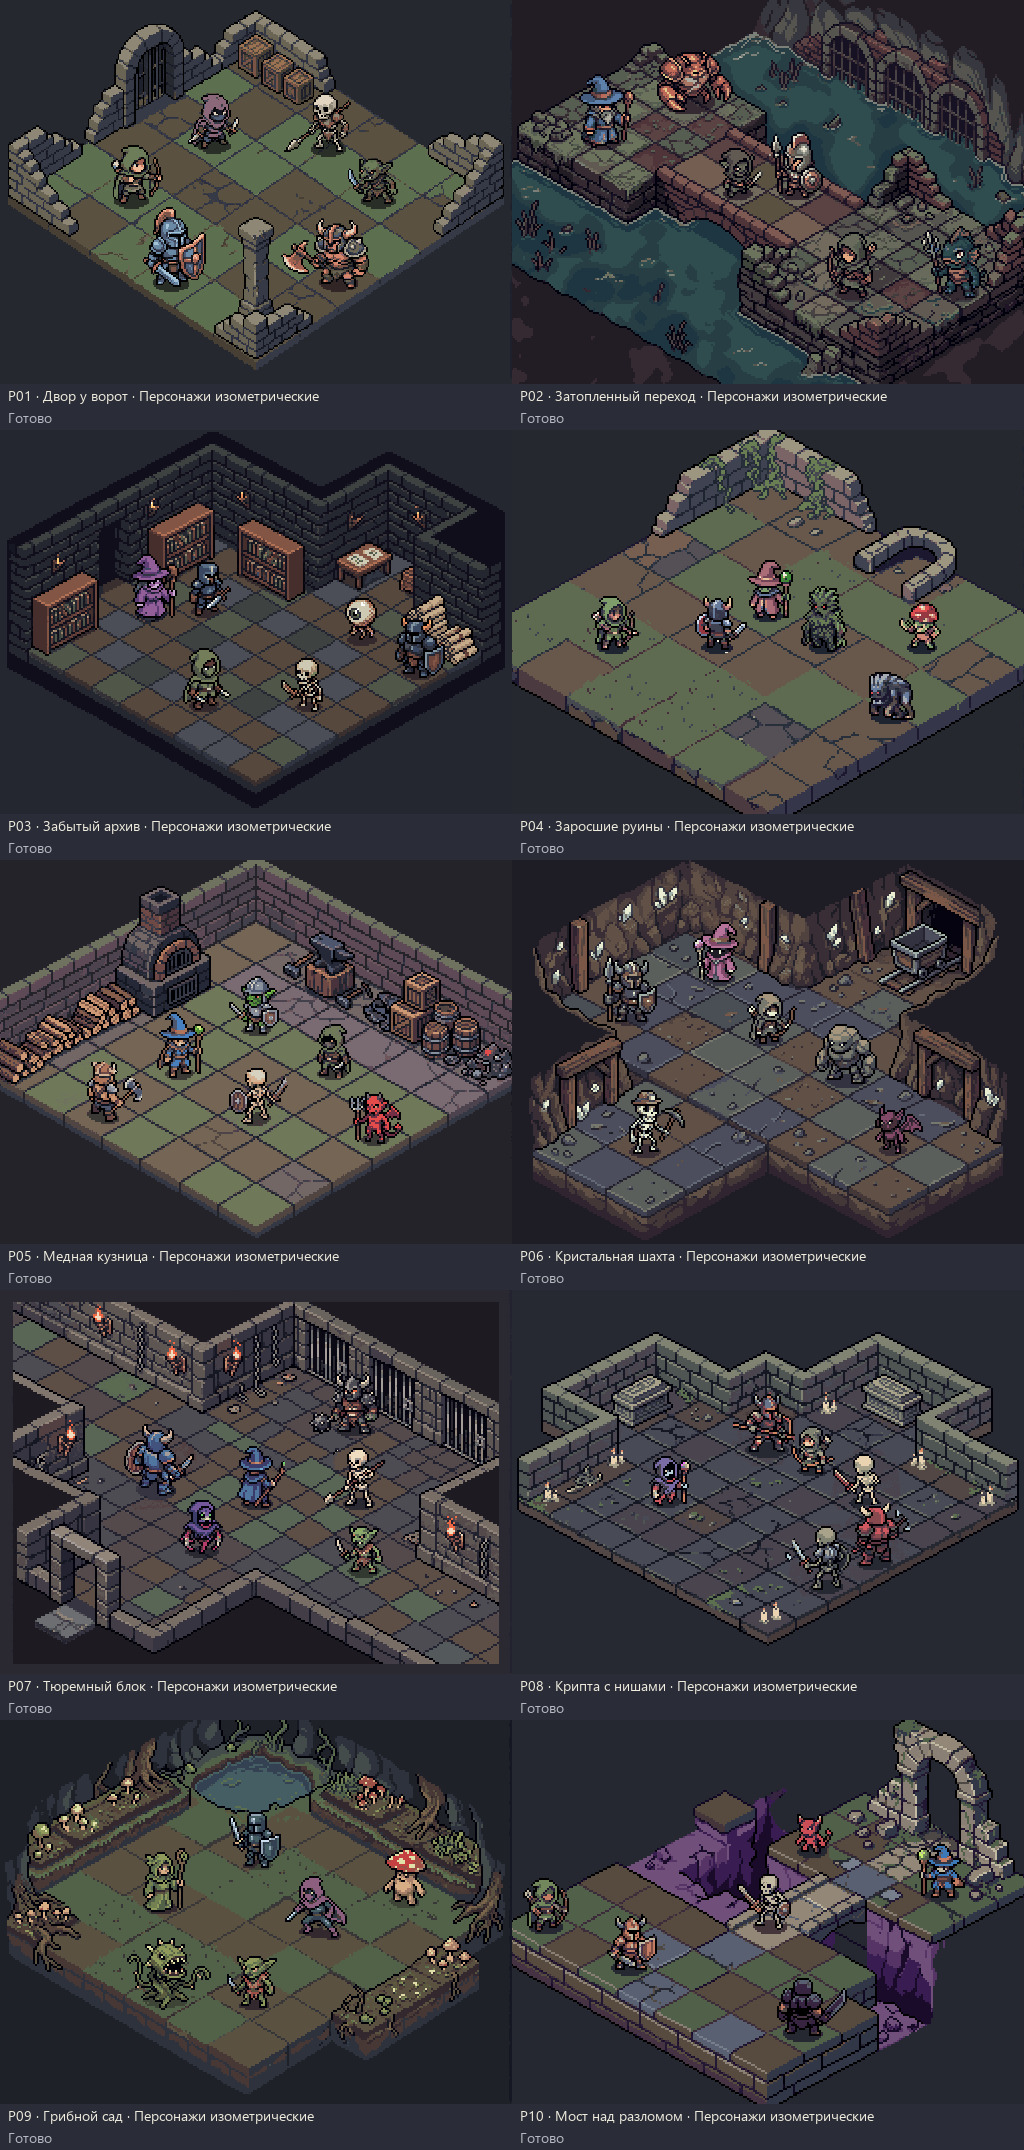 P01 · Двор у ворот · Персонажи изометрические
Готово
P02 · Затопленный переход · Персонажи изометрические
Готово
P03 · Забытый архив · Персонажи изометрические
Готово
P04 · Заросшие руины · Персонажи изометрические
Готово
P05 · Медная кузница · Персонажи изометрические
Готово
P06 · Кристальная шахта · Персонажи изометрические
Готово
P07 · Тюремный блок · Персонажи изометрические
Готово
P08 · Крипта с нишами · Персонажи изометрические
Готово
P09 · Грибной сад · Персонажи изометрические
Готово
P10 · Мост над разломом · Персонажи изометрические
Готово